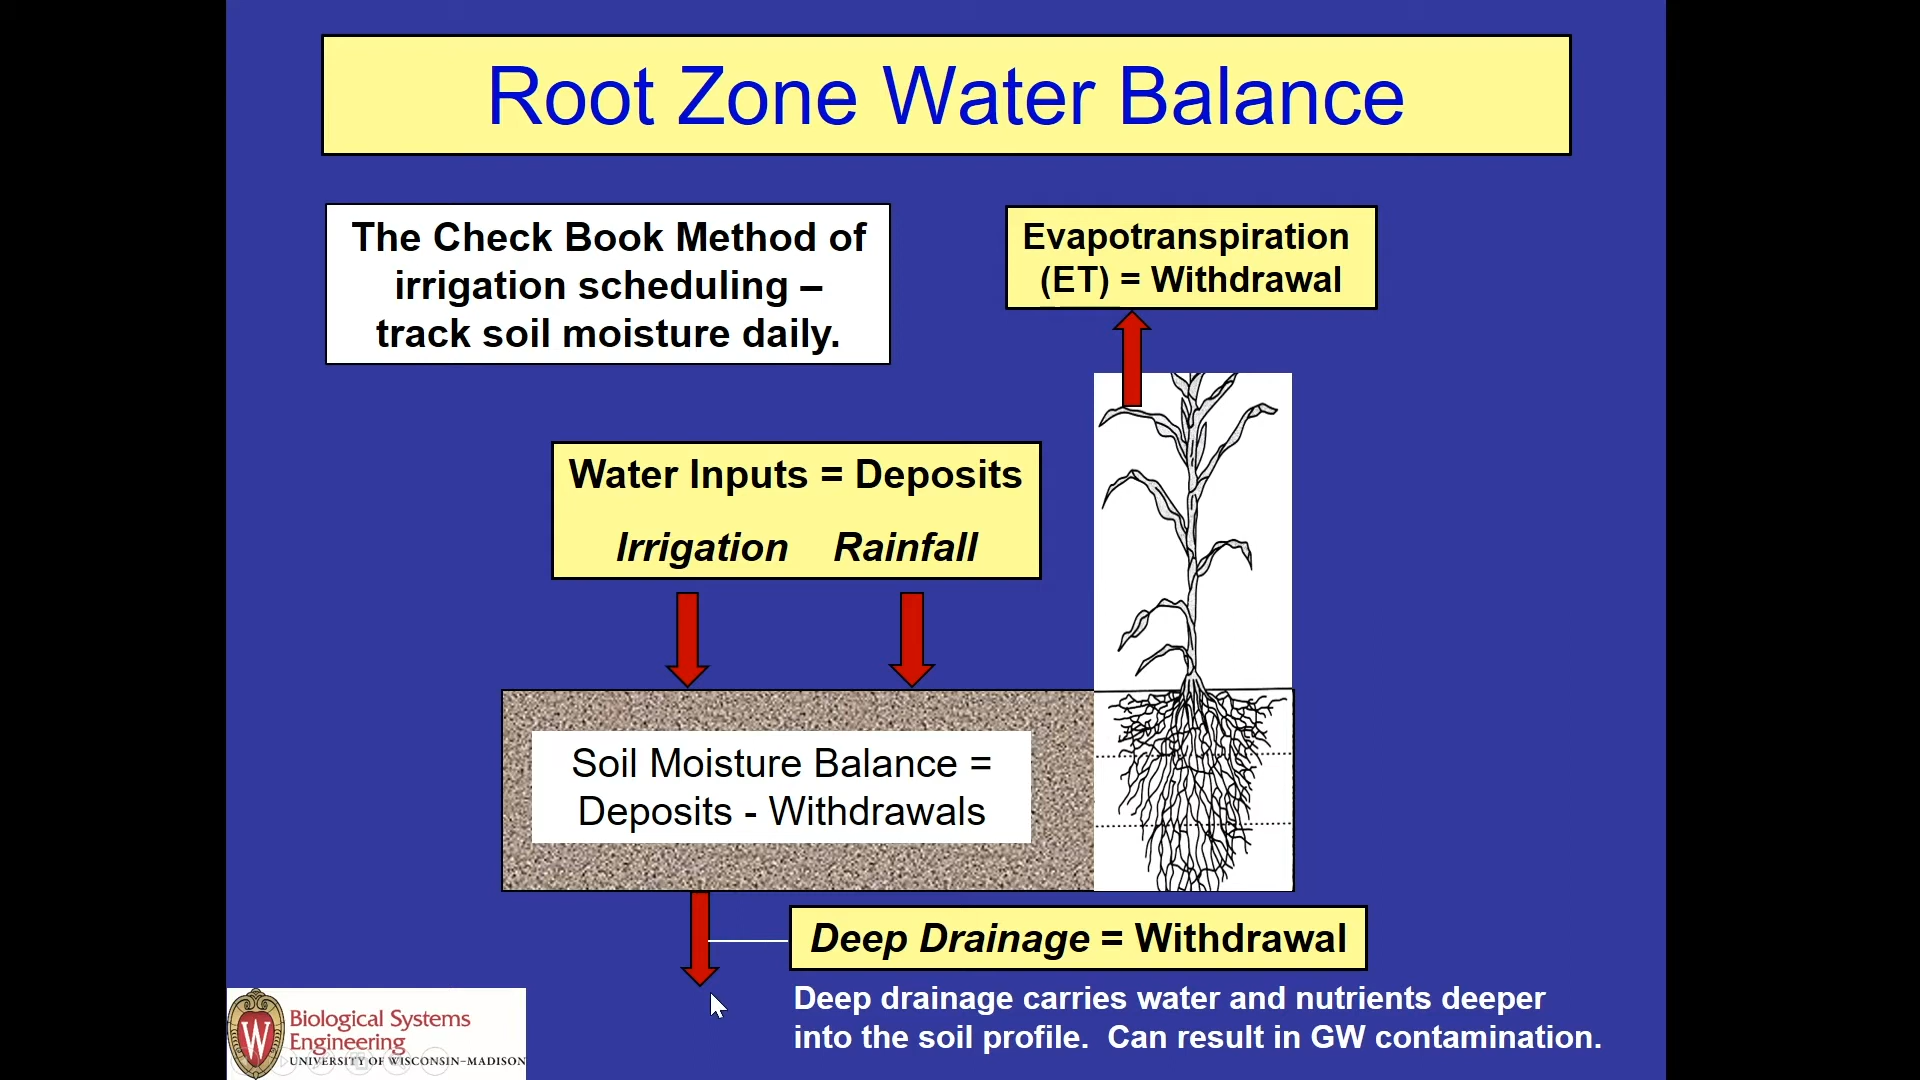 Root Zone Water Balance
The Check Book Method of
irrigation scheduling –
track soil moisture daily.
Evapotranspiration
(ET) = Withdrawal
Water Inputs = Deposits
Irrigation Rainfall
Soil Moisture Balance =
Deposits - Withdrawals
Deep Drainage = Withdrawal
Deep drainage carries water and nutrients deeper
into the soil profile. Can result in GW contamination.
W
Biological Systems
Engineering
UNIVERSITY OF WISCONSIN–MADISON